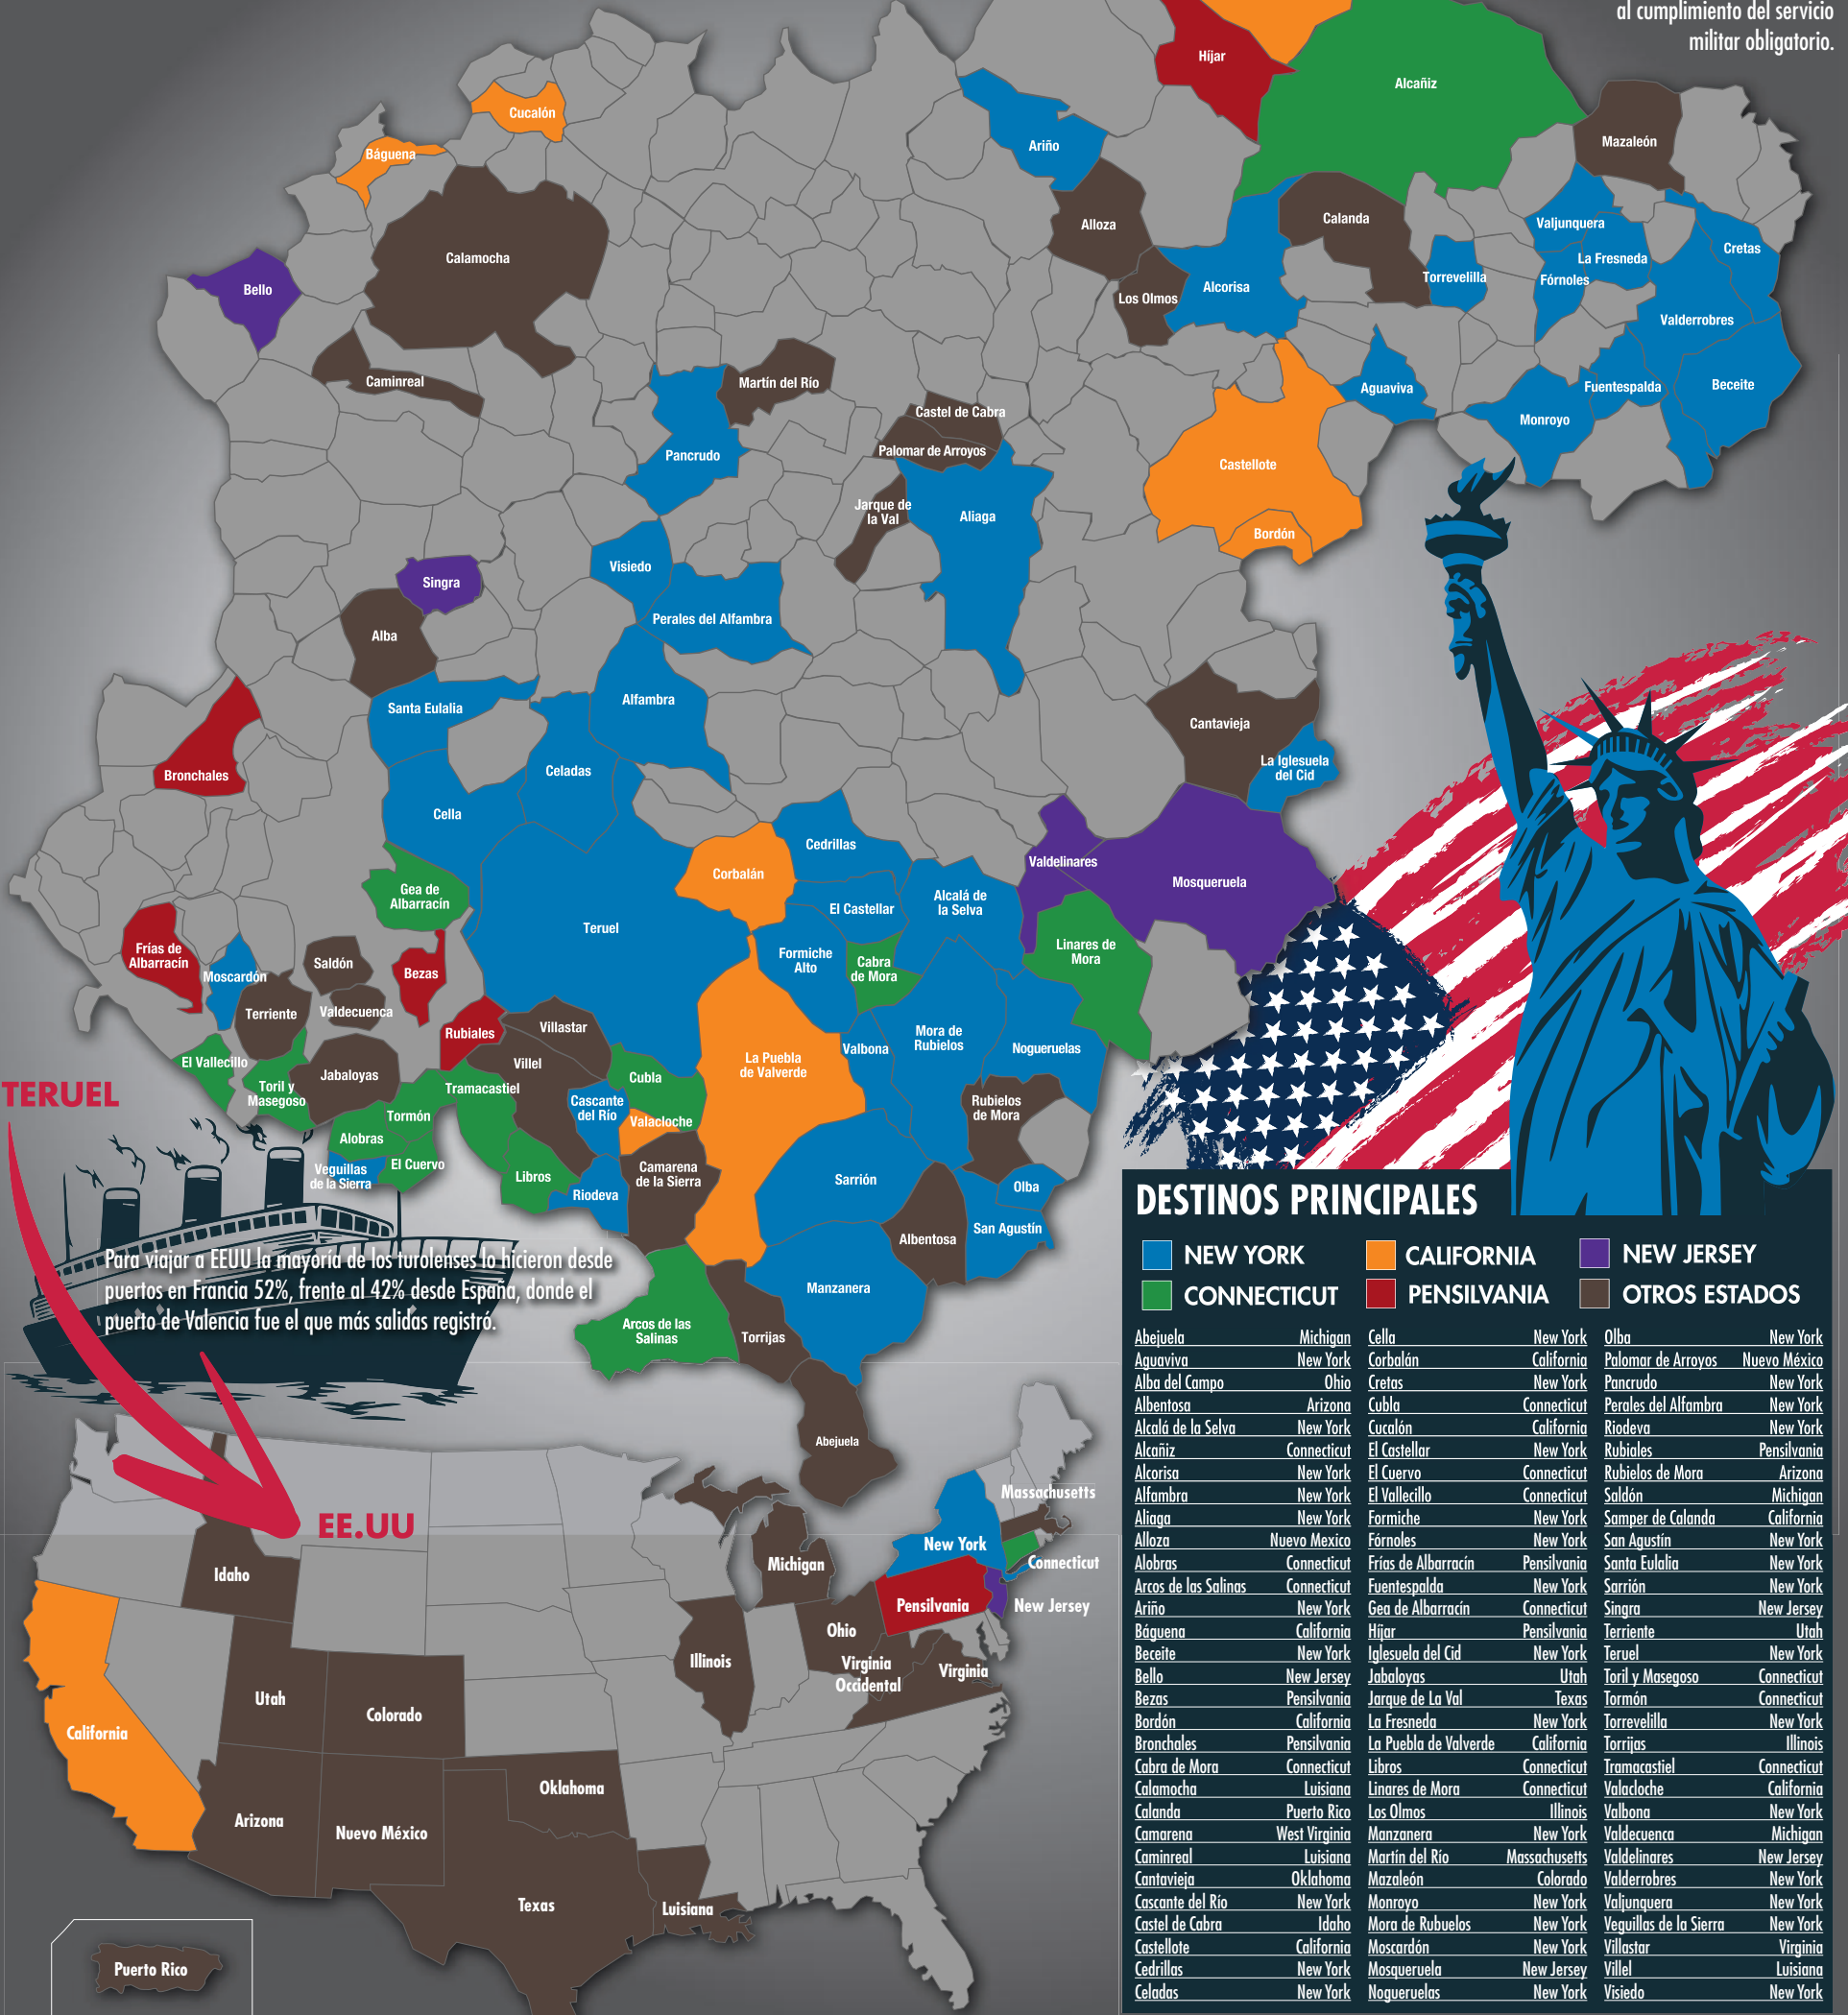 al cumplimiento del servicio
militar obligatorio.
Híjar
Alcañiz
Cucalón
Mazaleón
Ariño
Báguena
Calanda
Alloza
Valjunquera
Cretas
Calamocha
La Fresneda
Torrevilla
Fórnoles
Bello
Alcorisa
Los Olmos
Valderrobres
Caminreal
Martín del Río
Aguaviva
Fuentespalda
Beceite
Castel de Cabra
Monroyo
Palomar de Arroyos
Pancrudo
Castellote
Jarque de
la Val
Aliaga
Bordón
Visiedo
Singra
Perales del Alfambra
Alba
Alfambra
Santa Eulalia
Cantavieja
La Iglesuela
del Cid
Celadas
Bronchales
Cella
Cedrillas
Valdelinares
Corbalán
Mosqueruela
Gea de
Albarracín
Alcalá de
la Selva
El Castellar
Teruel
Linares de
Mora
Frías de
Albarracín
Formiche
Alto
Cabra
de Mora
Saldón
Bezas
Moscardón
Valdecuenca
Terriente
Villastar
Rubiales
Mora de
Rubielos
Valbona
Nogueruelas
El Vallecillo
Villel
La Puebla
de Valverde
Jabaloyas
Cubla
Toril y
Masegoso
Tramacastiel
TERUEL
Cascante
del Río
Rubielos
de Mora
Tormón
Valacloche
Alobras
El Cuervo
Veguillas
de la Sierra
Libros
Camarena
de la Sierra
Riodeva
Sarrión
Olba
San Agustín
Albentosa
Manzanera
Arcos de las
Salinas
Torrijas
Abejuela
Para viajar a EEUU la mayoría de los turolenses lo hicieron desde
puertos en Francia 52%, frente al 42% desde España, donde el
puerto de Valencia fue el que más salidas registró.
EE.UU
Massachusetts
New York
Connecticut
Michigan
Idaho
Pensilvania
New Jersey
Ohio
Illinois
Virginia
Occidental
Virginia
Utah
Colorado
California
Oklahoma
Arizona
Nuevo México
Texas
Luisiana
Puerto Rico
DESTINOS PRINCIPALES
NEW YORK CALIFORNIA NEW JERSEY
CONNECTICUT PENSILVANIA OTROS ESTADOS
Abejuela Michigan Cella New York Olba New York
Aguaviva New York Corbalán California Palomar de Arroyos Nuevo México
Alba del Campo Ohio Cretas New York Pancrudo New York
Albentosa Arizona Cubla Connecticut Perales del Alfambra New York
Alcalá de la Selva New York Cucalón California Riodeva New York
Alcañiz Connecticut El Castellar New York Rubiales Pensilvania
Alcorisa New York El Cuervo Connecticut Rubielos de Mora Arizona
Alfambra New York El Vallecillo Connecticut Saldón Michigan
Aliaga New York Formiche New York Samper de Calanda California
Alloza Nuevo Mexico Fórnoles New York San Agustín New York
Alobras Connecticut Frías de Albarracín Pensilvania Santa Eulalia New York
Arcos de las Salinas Connecticut Fuentespalda New York Sarrión New York
Ariño New York Gea de Albarracín Connecticut Singra New Jersey
Báguena California Híjar Pensilvania Terriente Utah
Beceite New York Iglesuela del Cid New York Teruel New York
Bello New Jersey Jabaloyas Utah Toril y Masegoso Connecticut
Bezas Pensilvania Jarque de La Val Texas Tormón Connecticut
Bordón California La Fresneda New York Torrevelilla New York
Bronchales Pensilvania La Puebla de Valverde California Torrijas Illinois
Cabra de Mora Connecticut Libros Connecticut Tramacastiel Connecticut
Calamocha Luisiana Linares de Mora Connecticut Valacloche California
Calanda Puerto Rico Los Olmos Illinois Valbona New York
Camarena West Virginia Manzanera New York Valdecuenca Michigan
Caminreal Luisiana Martín del Río Massachusetts Valdelinares New Jersey
Cantavieja Oklahoma Mazaleón Colorado Valderrobres New York
Cascante del Río New York Monroyo New York Valjunquera New York
Castel de Cabra Idaho Mora de Rubuelos New York Veguillas de la Sierra New York
Castellote California Moscardón New York Villastar Virginia
Cedrillas New York Mosqueruela New Jersey Villel Luisiana
Celadas New York Nogueruelas New York Visiedo New York